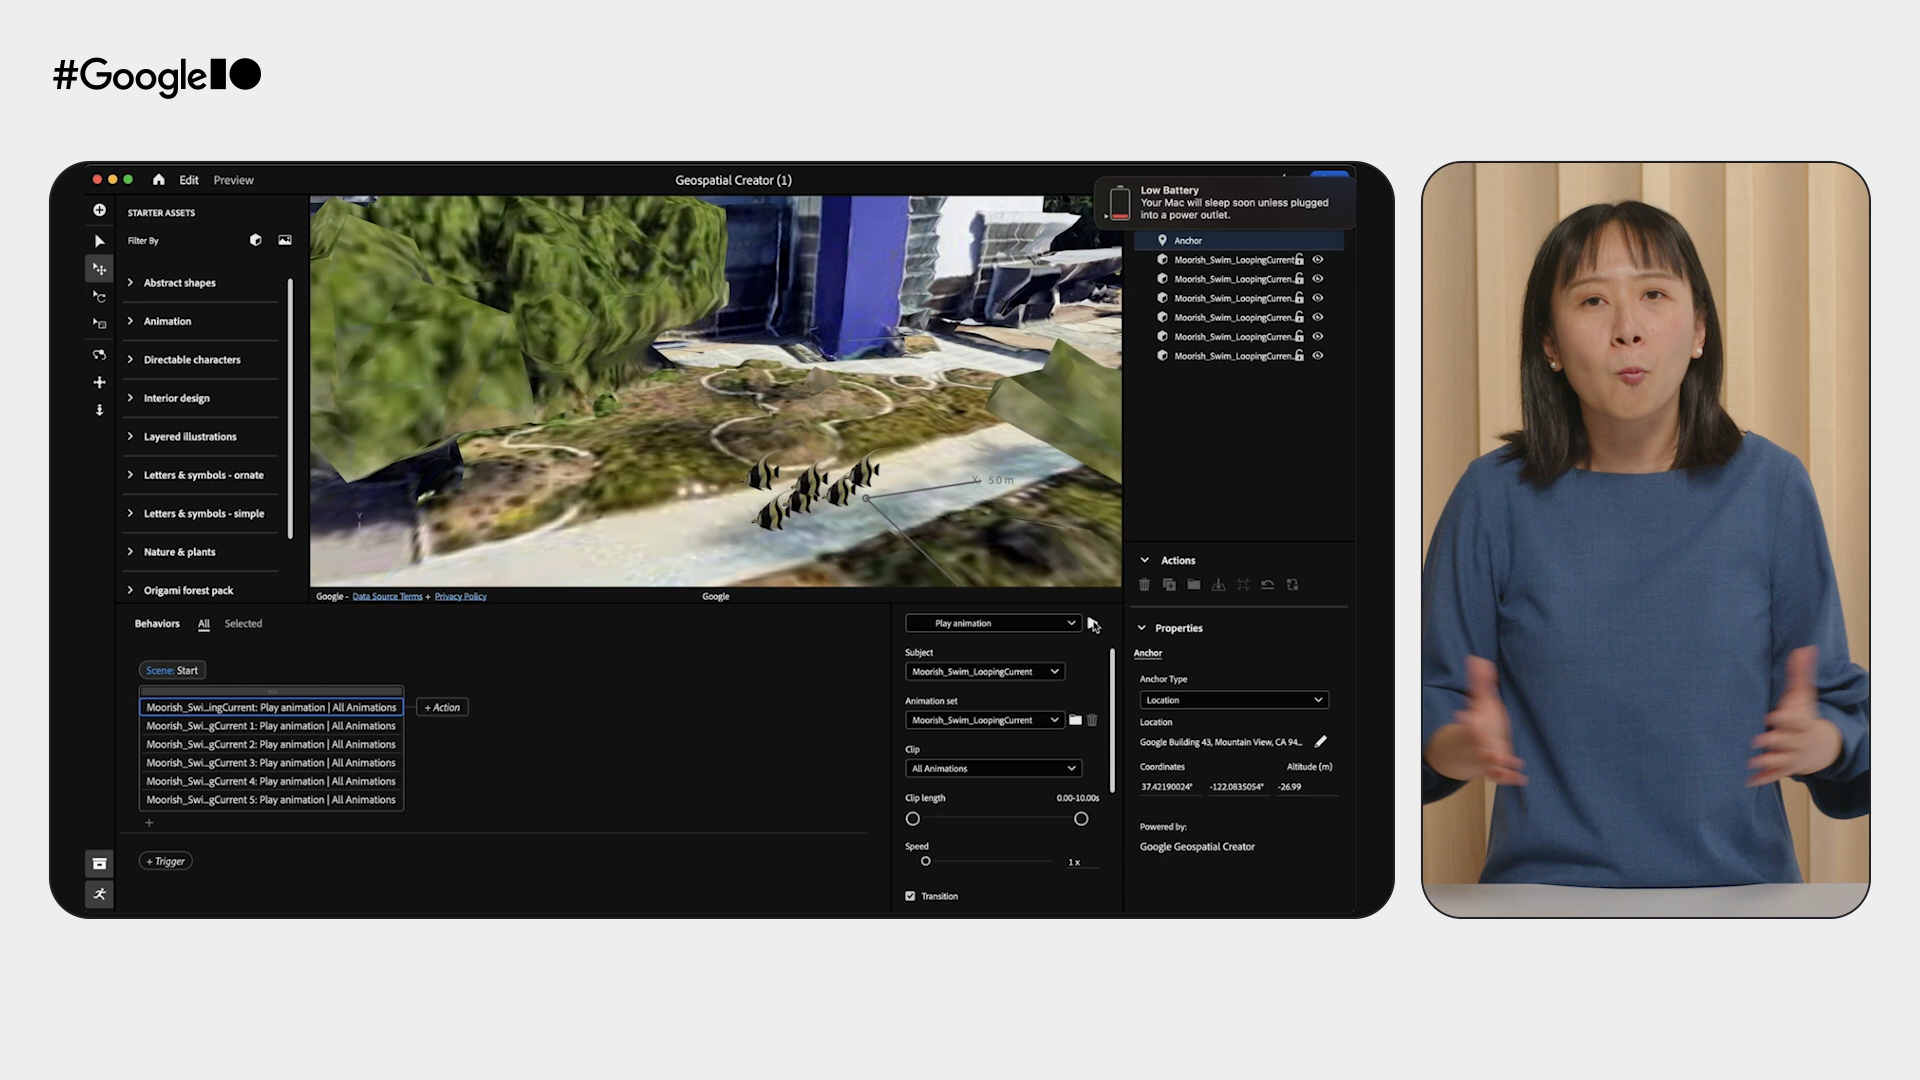 #GoogleIO
Edit
Preview
Geospatial Creator (1)
Low Battery
Your Mac will sleep soon unless plugged
into a power outlet.
STARTER ASSETS
Filter By
Abstract shapes
Animation
Directable characters
Interior design
Layered illustrations
Letters & symbols - ornate
Letters & symbols - simple
Nature & plants
Origami forest pack
Y
X
5.0 m
Google - Data Source Terms + Privacy Policy
Google
Anchor
Moorish_Swim_LoopingCurrent
Moorish_Swim_LoopingCurren...
Moorish_Swim_LoopingCurren...
Moorish_Swim_LoopingCurren...
Moorish_Swim_LoopingCurren...
Moorish_Swim_LoopingCurren...
Behaviors
All
Selected
Scene: Start
Moorish_Swi...ingCurrent: Play animation | All Animations
+ Action
Moorish_Swi...gCurrent 1: Play animation | All Animations
Moorish_Swi...gCurrent 2: Play animation | All Animations
Moorish_Swi...gCurrent 3: Play animation | All Animations
Moorish_Swi...gCurrent 4: Play animation | All Animations
Moorish_Swi...gCurrent 5: Play animation | All Animations
+
+ Trigger
Play animation
Subject
Moorish_Swim_LoopingCurrent
Animation set
Moorish_Swim_LoopingCurrent
Clip
All Animations
Clip length
0.00-10.00s
Speed
1 x
Transition
Actions
Properties
Anchor
Anchor Type
Location
Location
Google Building 43, Mountain View, CA 94...
Coordinates
Altitude (m)
37.42190024°
-122.0835054°
-26.99
Powered by:
Google Geospatial Creator